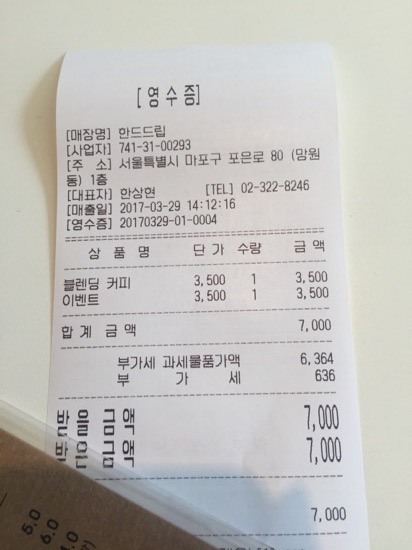 [영수증]
[매장명] 한드드립
[사업자] 741-31-00293
[주 소] 서울특별시 마포구 포은로 80 (망원
동) 1층
[대표자] 한상현 [TEL] 02-322-8246
[매출일] 2017-03-29 14:12:16
[영수증] 20170329-01-0004
상 품 명 단 가 수량 금 액
블렌딩 커피 3,500 1 3,500
이벤트 3,500 1 3,500
합 계 금 액 7,000
부가세 과세물품가액 6,364
부 가 세 636
받을금액 7,000
받은금액 7,000
7,000
5.0
6.0